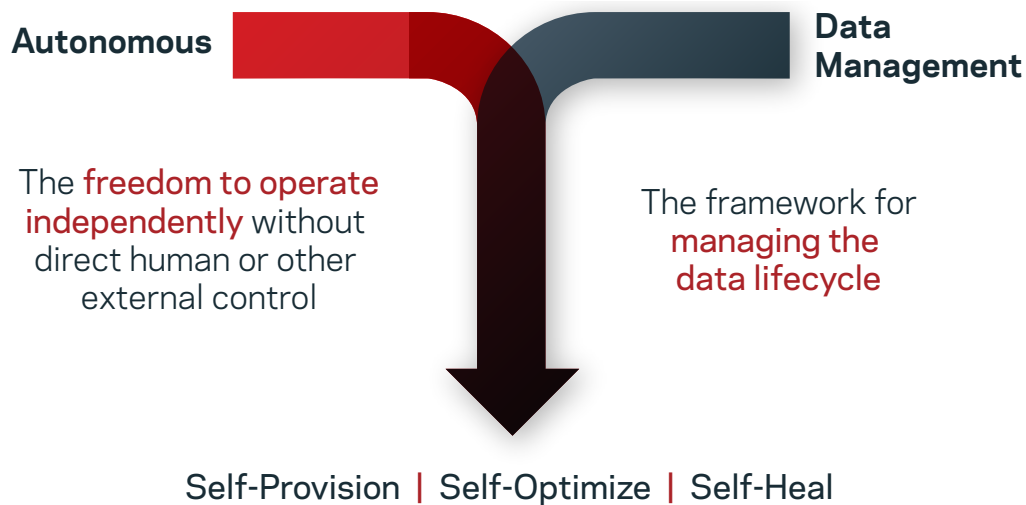 Autonomous
Data
Management
The freedom to operate
independently without
direct human or other
external control
The framework for
managing the
data lifecycle
Self-Provision | Self-Optimize | Self-Heal